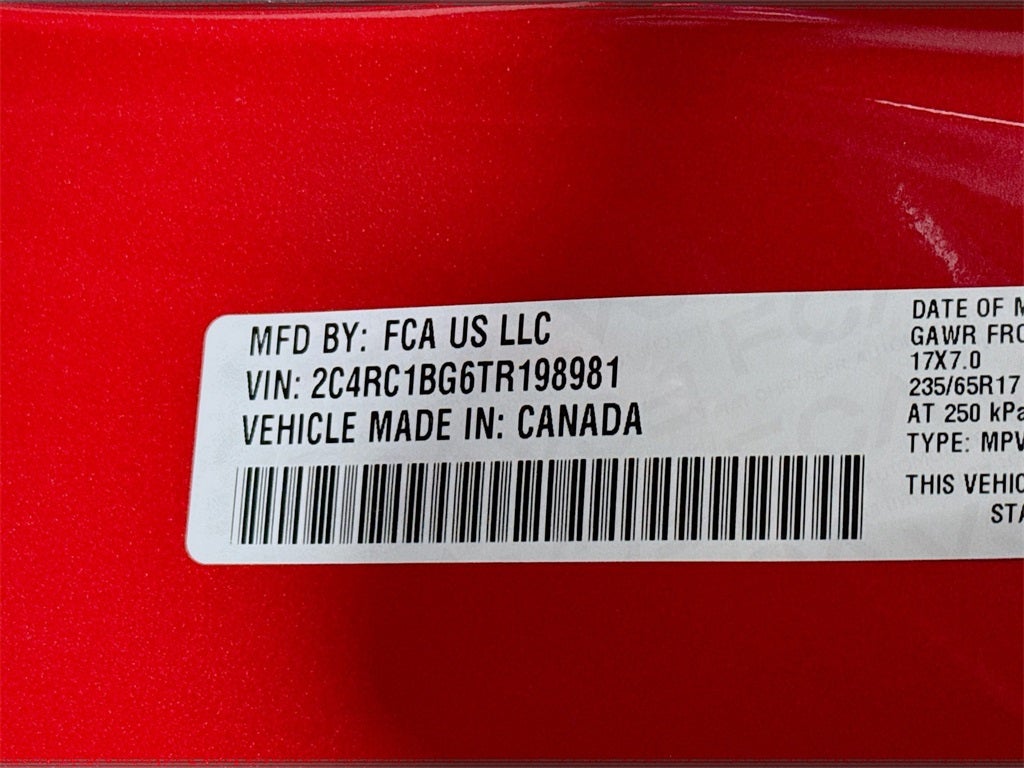 MFD BY: FCA US LLC
VIN: 2C4RC1BG6TR198981
VEHICLE MADE IN: CANADA
DATE OF M
GAWR FRO
17X7.0
235/65R17
AT 250 kPa
TYPE: MPV
THIS VEHIC
STA